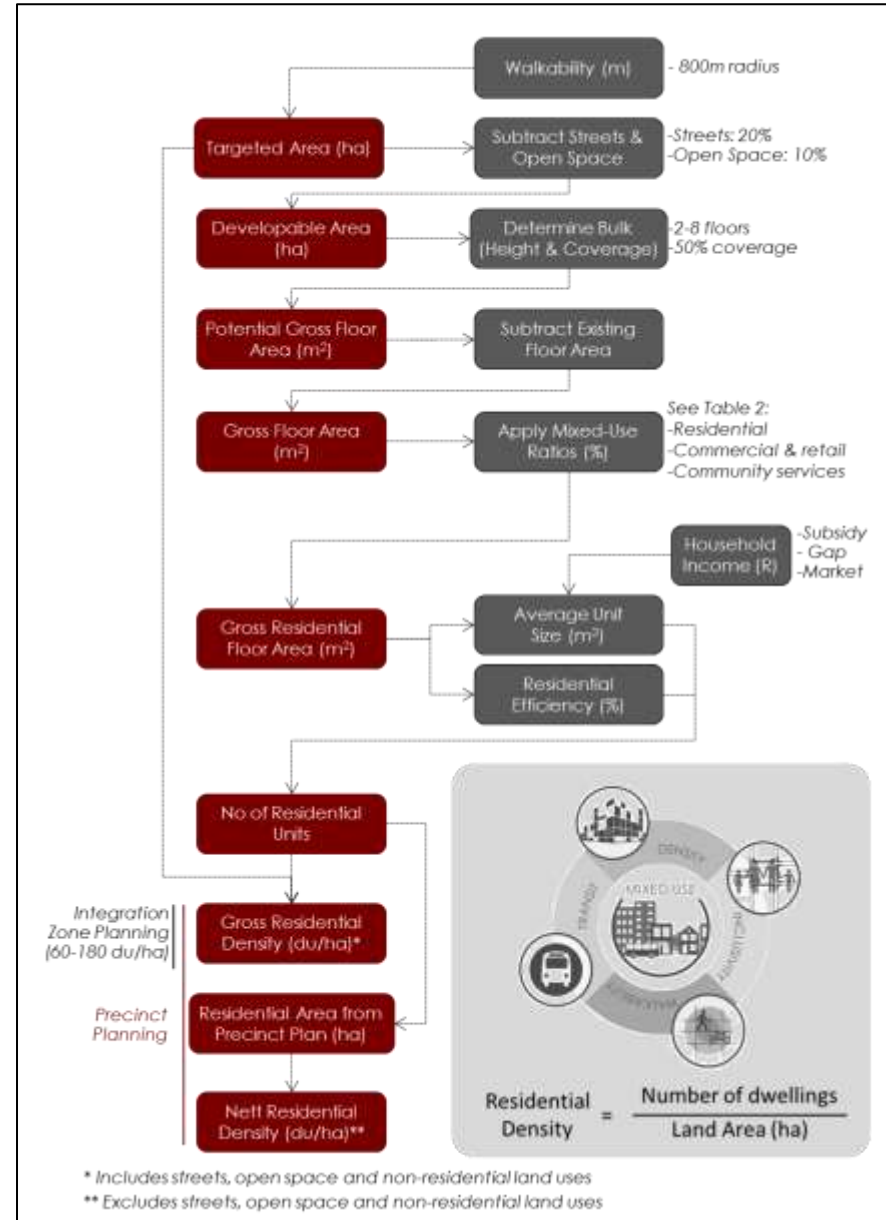 Walkability (m)
- 800m radius
Targeted Area (ha)
Subtract Streets &
Open Space
-Streets: 20%
-Open Space: 10%
Developable Area
(ha)
Determine Bulk
(Height & Coverage)
-2-8 floors
-50% coverage
Potential Gross Floor
Area (m²)
Subtract Existing
Floor Area
Gross Floor Area
(m²)
Apply Mixed-Use
Ratios (%)
See Table 2:
-Residential
-Commercial & retail
-Community services
Household
Income (R)
-Subsidy
- Gap
-Market
Gross Residential
Floor Area (m²)
Average Unit
Size (m²)
Residential
Efficiency (%)
No of Residential
Units
Integration
Zone Planning
(60-180 du/ha)
Gross Residential
Density (du/ha)*
Precinct
Planning
Residential Area from
Precinct Plan (ha)
Nett Residential
Density (du/ha)**
DENSITY
MIXED USE
TRANSIT
INCLUSIVITY
WALKABILITY
Residential
Density
=
Number of dwellings
Land Area (ha)
* Includes streets, open space and non-residential land uses
** Excludes streets, open space and non-residential land uses